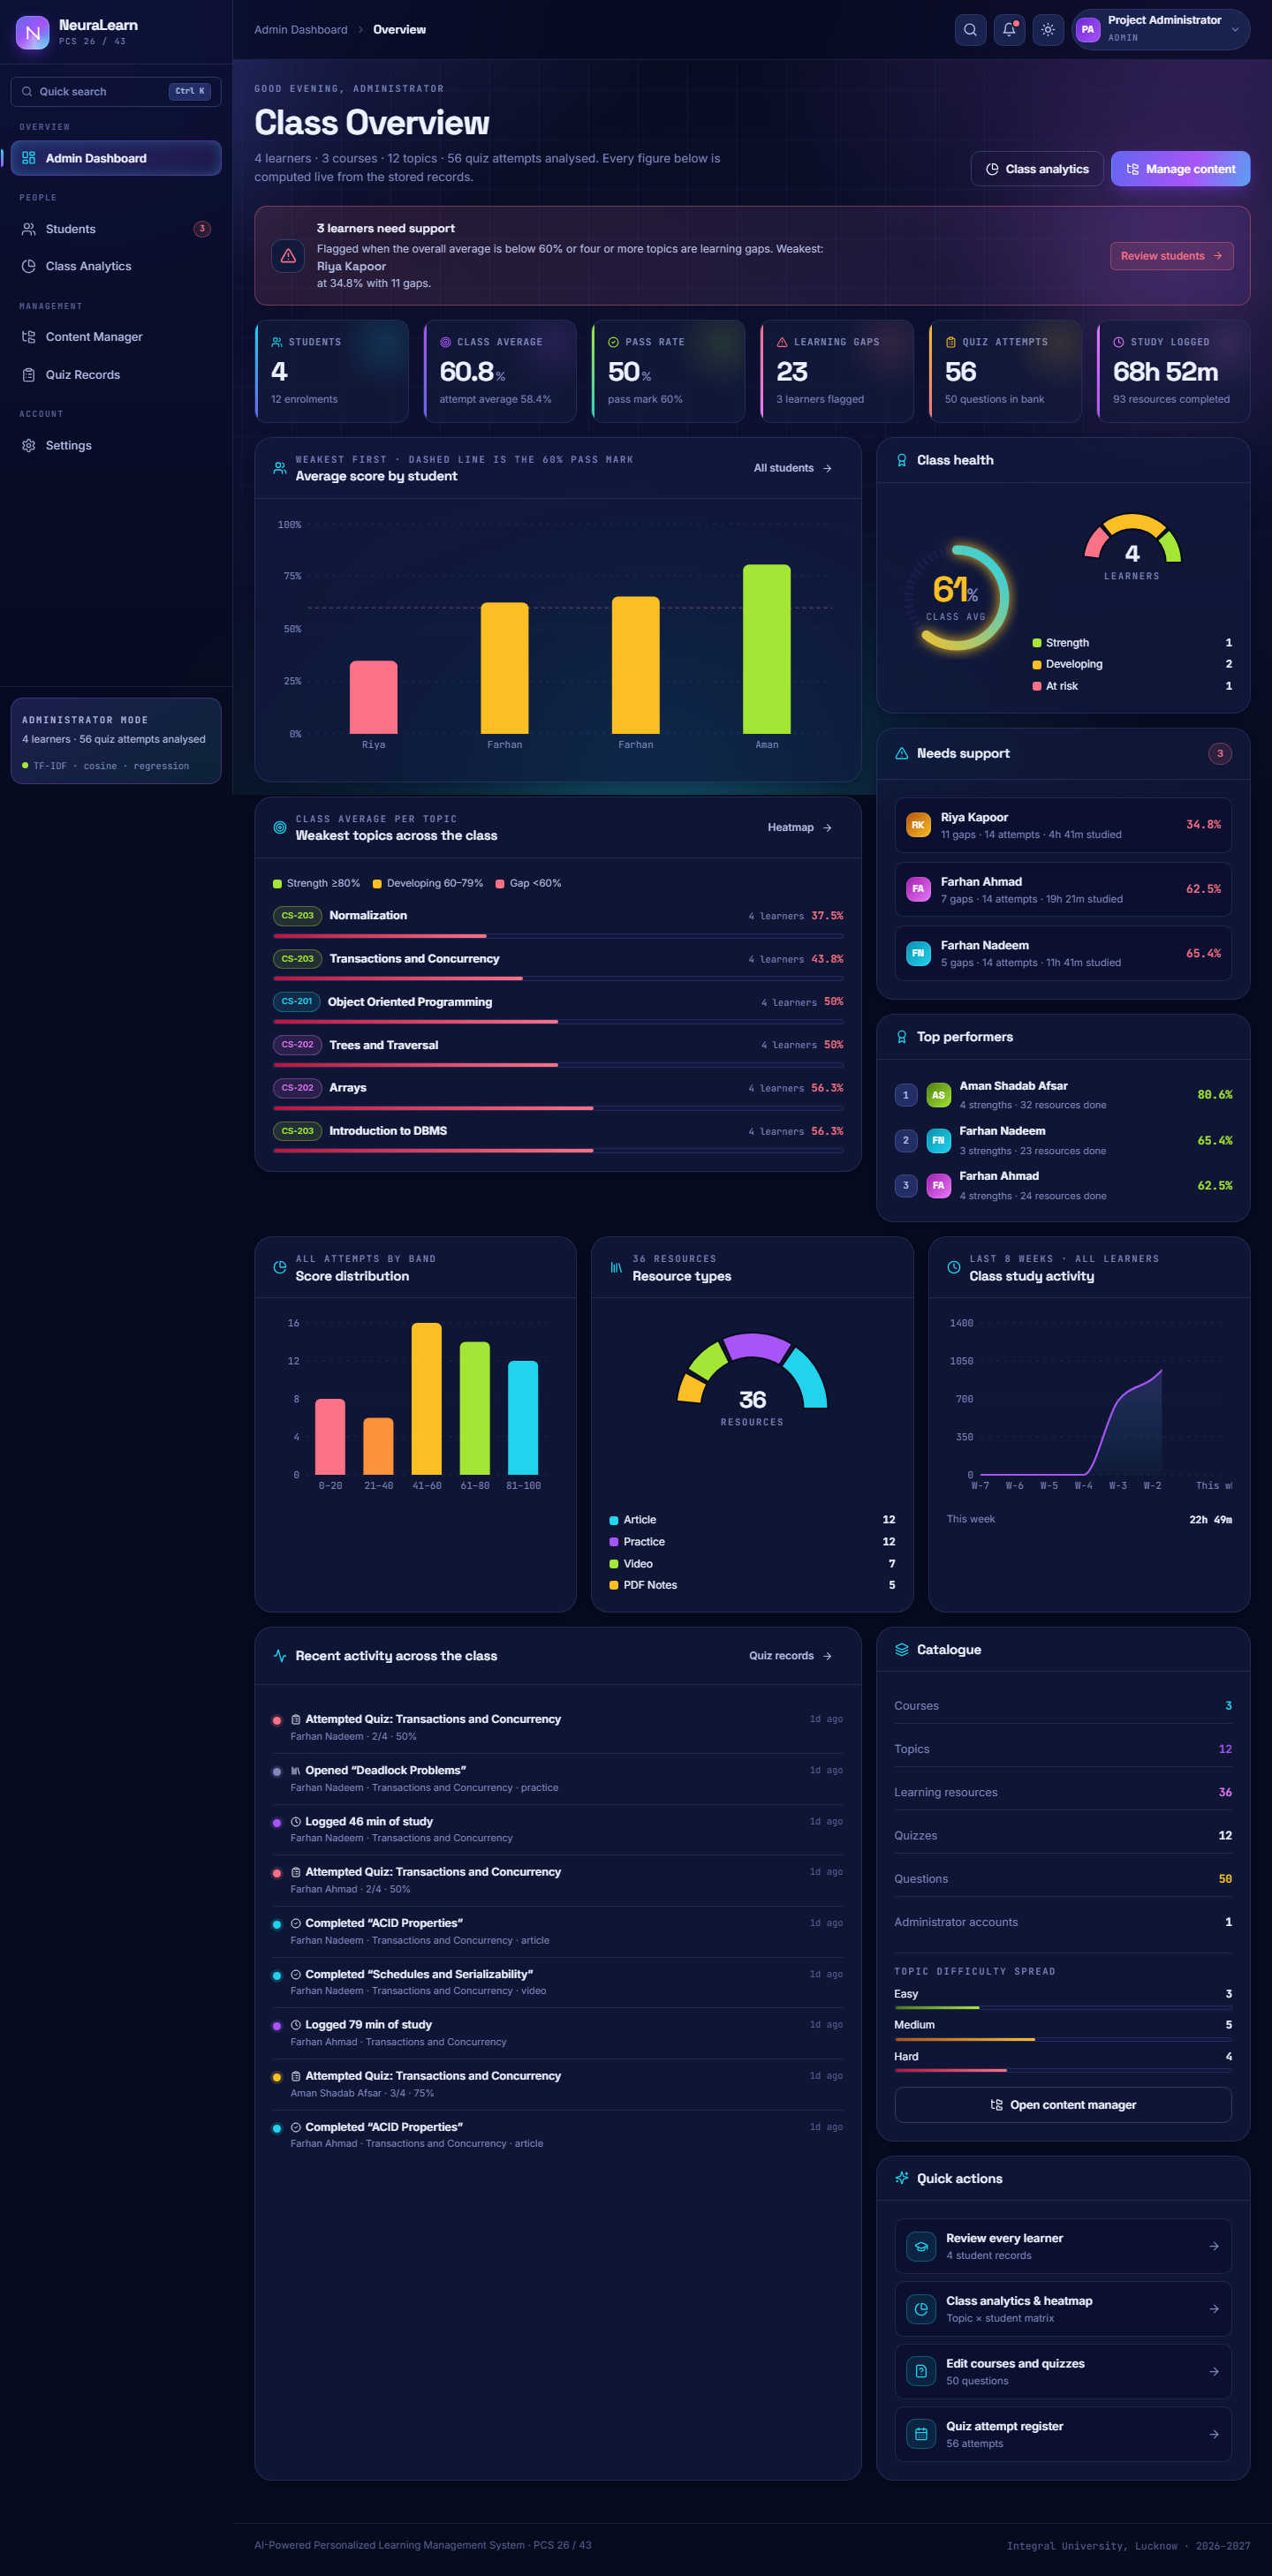 NeuraLearn
PCS 26 / 43
Quick search
Ctrl K
OVERVIEW
Admin Dashboard
PEOPLE
Students
3
Class Analytics
MANAGEMENT
Content Manager
Quiz Records
ACCOUNT
Settings
ADMINISTRATOR MODE
4 learners · 56 quiz attempts analysed
TF-IDF · cosine · regression
Admin Dashboard
Overview
PA
Project Administrator
ADMIN
GOOD EVENING, ADMINISTRATOR
Class Overview
4 learners · 3 courses · 12 topics · 56 quiz attempts analysed. Every figure below is
computed live from the stored records.
Class analytics
Manage content
3 learners need support
Flagged when the overall average is below 60% or four or more topics are learning gaps. Weakest:
Riya Kapoor
at 34.8% with 11 gaps.
Review students
STUDENTS
4
12 enrolments
CLASS AVERAGE
60.8%
attempt average 58.4%
PASS RATE
50%
pass mark 60%
LEARNING GAPS
23
3 learners flagged
QUIZ ATTEMPTS
56
50 questions in bank
STUDY LOGGED
68h 52m
93 resources completed
WEAKEST FIRST · DASHED LINE IS THE 60% PASS MARK
Average score by student
All students
100%
75%
50%
25%
0%
Riya Farhan Farhan Aman
Class health
61%
CLASS AVG
4
LEARNERS
Strength 1
Developing 2
At risk 1
Needs support
3
RK
Riya Kapoor
11 gaps · 14 attempts · 4h 41m studied
34.8%
FA
Farhan Ahmad
7 gaps · 14 attempts · 19h 21m studied
62.5%
FN
Farhan Nadeem
5 gaps · 14 attempts · 11h 41m studied
65.4%
CLASS AVERAGE PER TOPIC
Weakest topics across the class
Heatmap
Strength ≥80% Developing 60–79% Gap <60%
CS-203 Normalization 4 learners 37.5%
CS-203 Transactions and Concurrency 4 learners 43.8%
CS-201 Object Oriented Programming 4 learners 50%
CS-202 Trees and Traversal 4 learners 50%
CS-202 Arrays 4 learners 56.3%
CS-203 Introduction to DBMS 4 learners 56.3%
Top performers
1
AS
Aman Shadab Afsar
4 strengths · 32 resources done
80.6%
2
FN
Farhan Nadeem
3 strengths · 23 resources done
65.4%
3
FA
Farhan Ahmad
4 strengths · 24 resources done
62.5%
ALL ATTEMPTS BY BAND
Score distribution
16
12
8
4
0
0–20 21–40 41–60 61–80 81–100
36 RESOURCES
Resource types
36
RESOURCES
Article 12
Practice 12
Video 7
PDF Notes 5
LAST 8 WEEKS · ALL LEARNERS
Class study activity
1400
1050
700
350
0
W-7 W-6 W-5 W-4 W-3 W-2 This w
This week 22h 49m
Recent activity across the class
Quiz records
Attempted Quiz: Transactions and Concurrency 1d ago
Farhan Nadeem · 2/4 · 50%
Opened “Deadlock Problems” 1d ago
Farhan Nadeem · Transactions and Concurrency · practice
Logged 46 min of study 1d ago
Farhan Nadeem · Transactions and Concurrency
Attempted Quiz: Transactions and Concurrency 1d ago
Farhan Ahmad · 2/4 · 50%
Completed “ACID Properties” 1d ago
Farhan Nadeem · Transactions and Concurrency · article
Completed “Schedules and Serializability” 1d ago
Farhan Nadeem · Transactions and Concurrency · video
Logged 79 min of study 1d ago
Farhan Ahmad · Transactions and Concurrency
Attempted Quiz: Transactions and Concurrency 1d ago
Aman Shadab Afsar · 3/4 · 75%
Completed “ACID Properties” 1d ago
Farhan Ahmad · Transactions and Concurrency · article
Catalogue
Courses 3
Topics 12
Learning resources 36
Quizzes 12
Questions 50
Administrator accounts 1
TOPIC DIFFICULTY SPREAD
Easy 3
Medium 5
Hard 4
Open content manager
Quick actions
Review every learner
4 student records
Class analytics & heatmap
Topic × student matrix
Edit courses and quizzes
50 questions
Quiz attempt register
56 attempts
AI-Powered Personalized Learning Management System · PCS 26 / 43
Integral University, Lucknow · 2026-2027